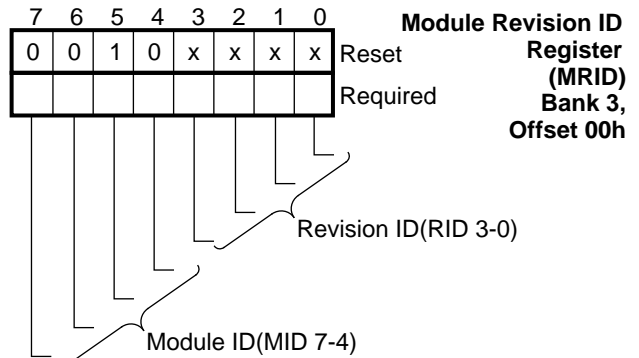 7 6 5 4 3 2 1 0
Module Revision ID
Register
(MRID)
Bank 3,
Offset 00h
0 0 1 0 x x x x Reset
Required
Revision ID(RID 3-0)
Module ID(MID 7-4)